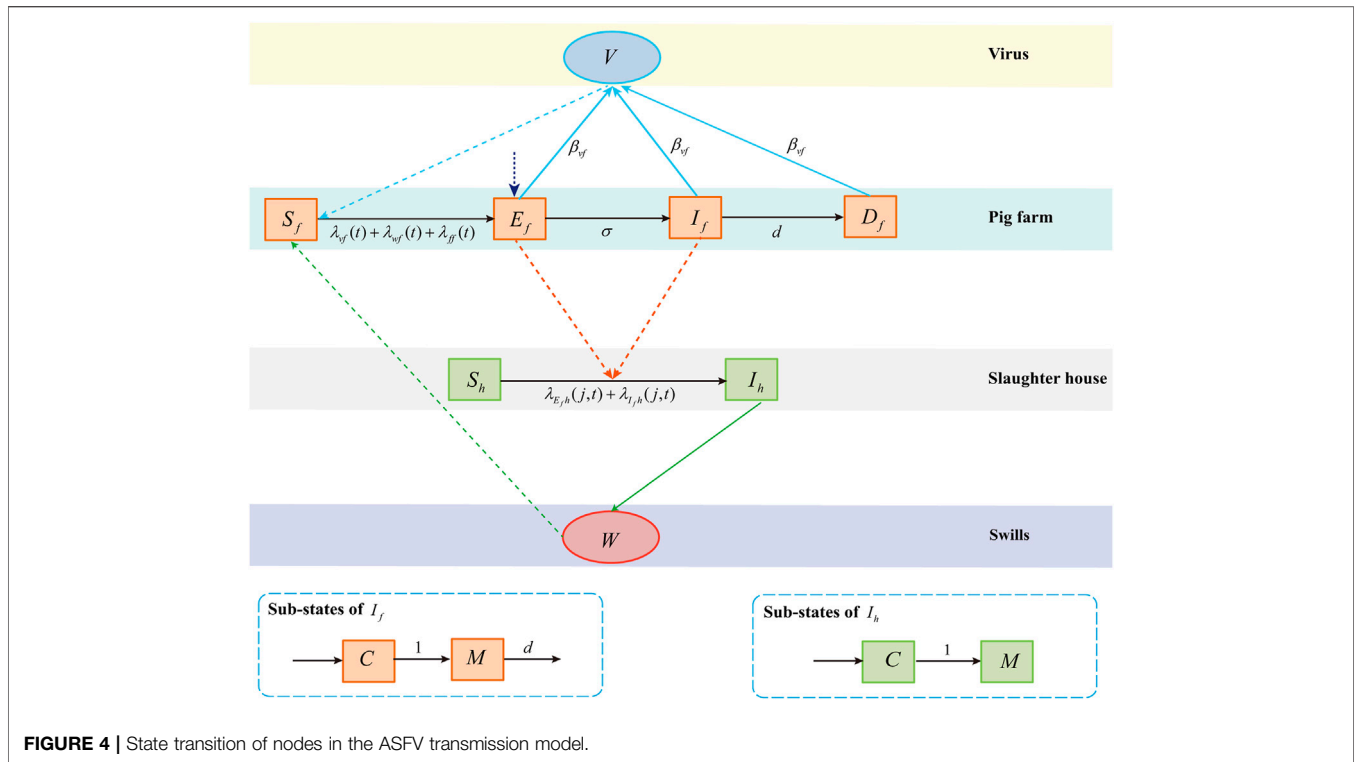 V
Virus
β_vf
β_vf
β_vf
S_f
E_f
I_f
D_f
Pig farm
λ_vf(t) + λ_wf(t) + λ_ff(t)
σ
d
S_h
I_h
Slaughter house
λ_{E_f h}(j,t) + λ_{I_f h}(j,t)
W
Swills
Sub-states of I_f
C
1
M
d
Sub-states of I_h
C
1
M
FIGURE 4 | State transition of nodes in the ASFV transmission model.